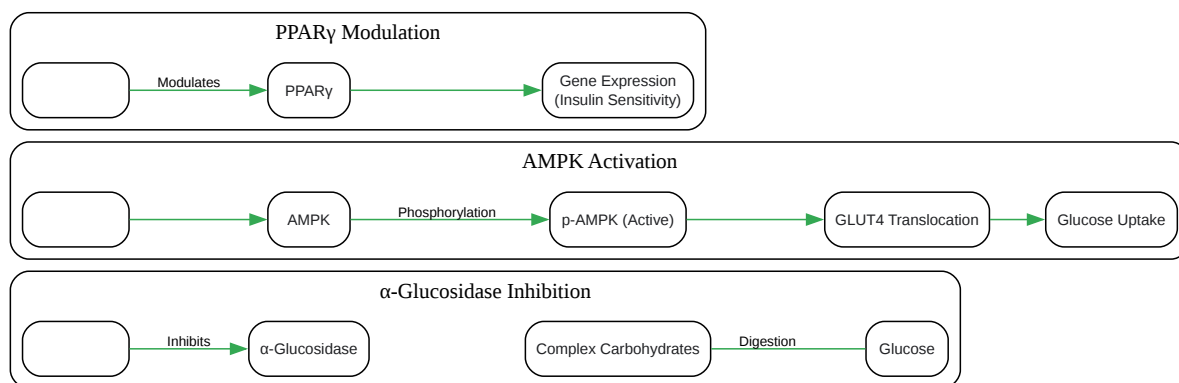 PPARγ Modulation
Modulates
PPARγ
Gene Expression
(Insulin Sensitivity)
AMPK Activation
AMPK
Phosphorylation
p-AMPK (Active)
GLUT4 Translocation
Glucose Uptake
α-Glucosidase Inhibition
Inhibits
α-Glucosidase
Complex Carbohydrates
Digestion
Glucose